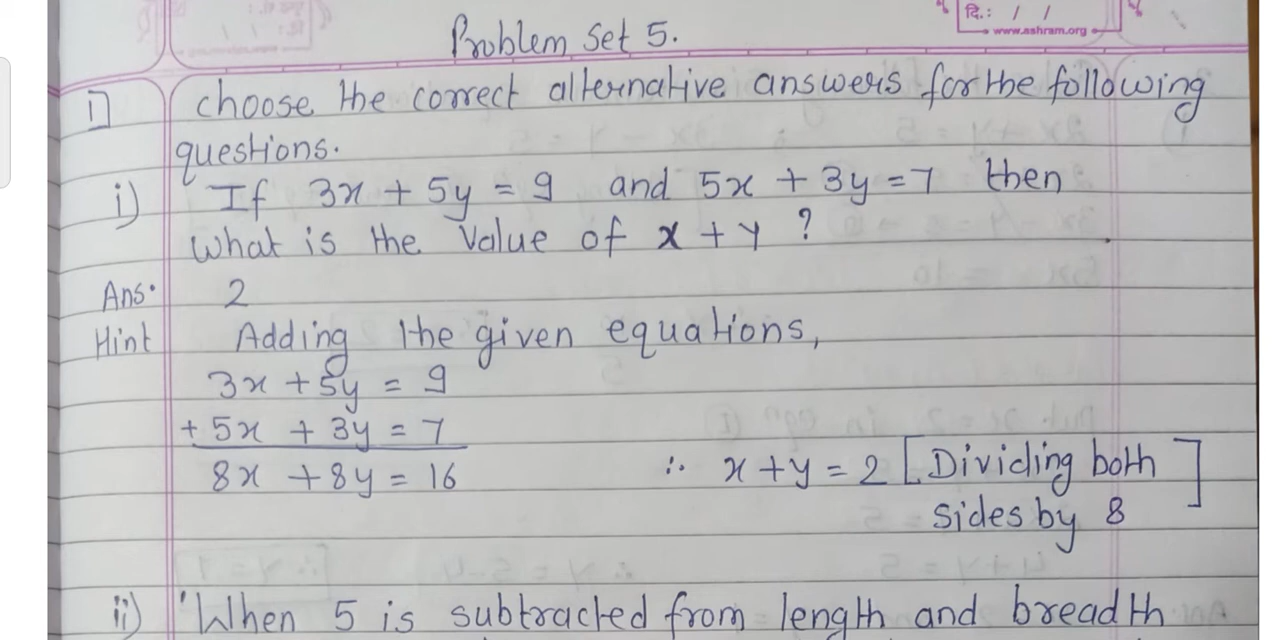 दि.: / /
www.ashram.org
Problem Set 5.
1] choose the correct alternative answers for the following
questions.
i) If 3x + 5y = 9 and 5x + 3y = 7 then
What is the Value of x + y ?
Ans. 2
Hint Adding the given equations,
3x + 5y = 9
+ 5x + 3y = 7
8x + 8y = 16 ∴ x + y = 2 [Dividing both
sides by 8]
ii) When 5 is subtracted from length and breadth